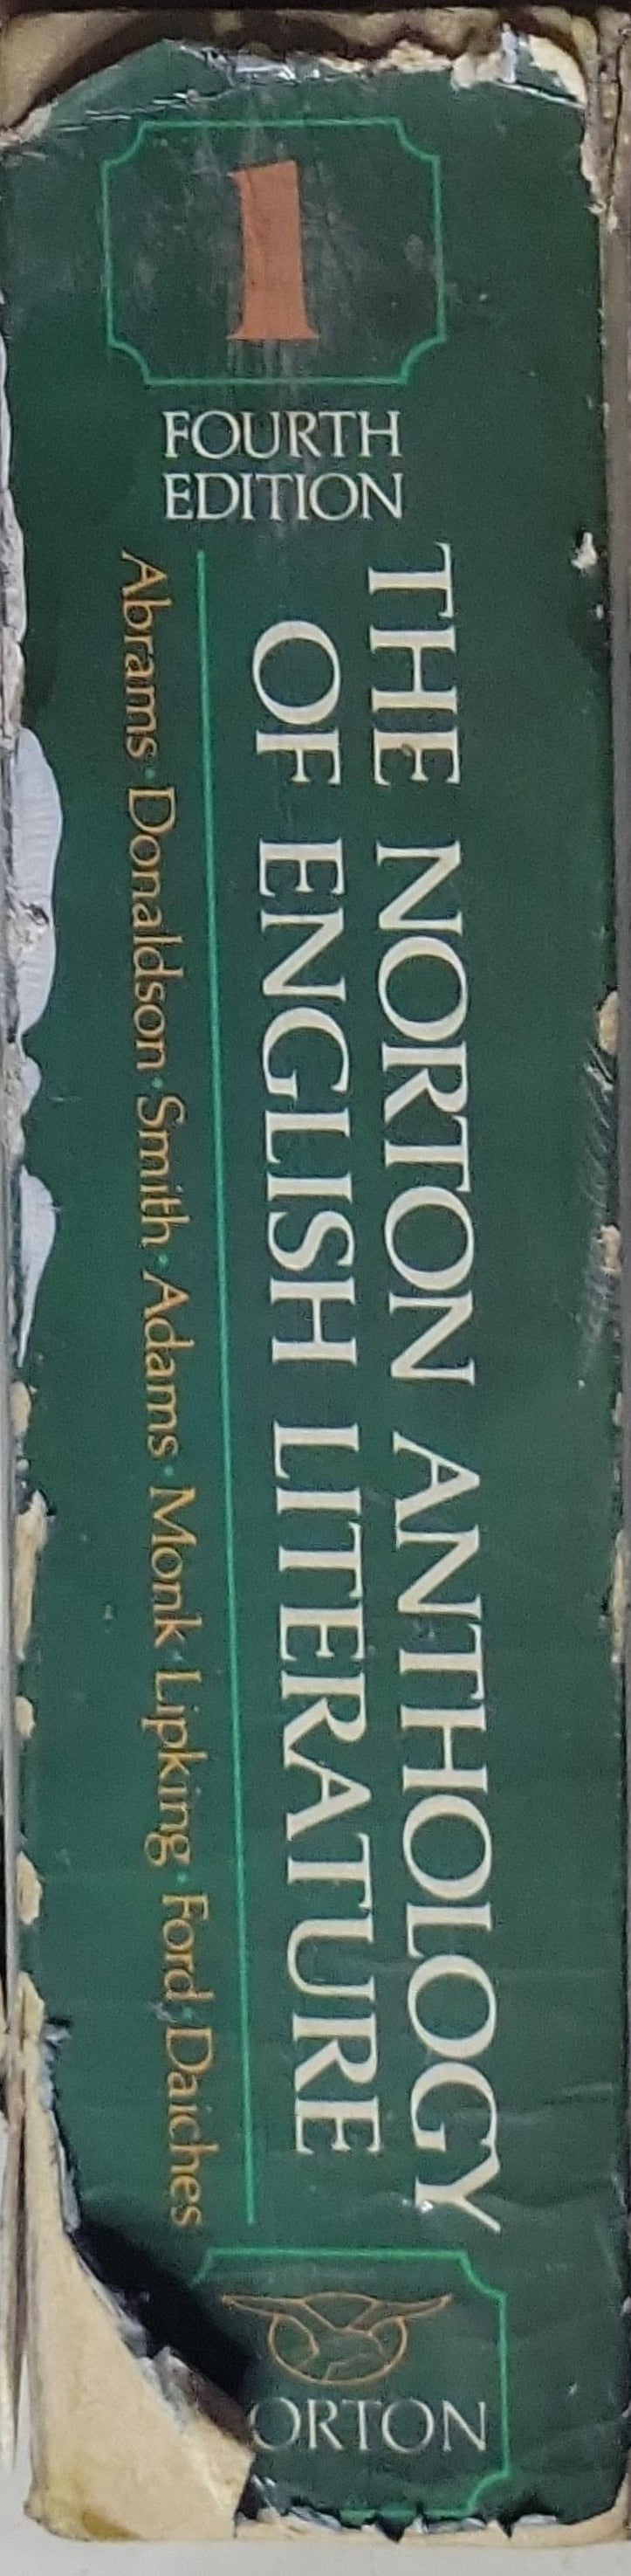 1
FOURTH
EDITION
THE NORTON ANTHOLOGY
OF ENGLISH LITERATURE
Abrams · Donaldson · Smith · Adams · Monk · Lipking · Ford · Daiches
ORTON